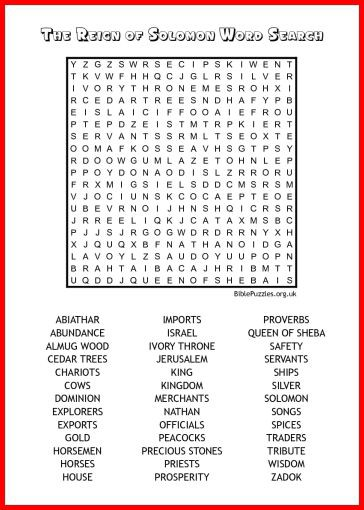 The Reign of Solomon Word Search
Y Z G Z S W R S E C I P S K I W E N T
T K V W F H H Q C J G L R S I L V E R
I V O R Y T H R O N E M E S R O H X I
R C E D A R T R E E S N D H A F Y P B
E I S L A I C I F F O O A I E F R O U
P T E P D Z E I S T M T R P K I E R T
S E R V A N T S S R M L T S E O X T E
O O M A F K O S S E A V H S G T P S Y
R D O O W G U M L A Z E T O H N L E P
P P O Y D O N A O D I S L Z R R O R U
F R X M I G S I E L S D D C M S R S M
V J O C I U N S K C O C A E P T E O E
U B E V R N O I J H N S H Q I C R S R
J R R E E L I Q K J C A T A X M S B C
P J J S J R G O G W D R D R R N Y X H
X J Q U Q X B F N A T H A N O I D G A
L A V O Y L Z S A U D O Y U U P O P N
B R A H T A I B A C A J H R I B M T T
U Q D D J Q U E E N O F S H E B A S I
BiblePuzzles.org.uk
ABIATHAR IMPORTS PROVERBS
ABUNDANCE ISRAEL QUEEN OF SHEBA
ALMUG WOOD IVORY THRONE SAFETY
CEDAR TREES JERUSALEM SERVANTS
CHARIOTS KING SHIPS
COWS KINGDOM SILVER
DOMINION MERCHANTS SOLOMON
EXPLORERS NATHAN SONGS
EXPORTS OFFICIALS SPICES
GOLD PEACOCKS TRADERS
HORSEMEN PRECIOUS STONES TRIBUTE
HORSES PRIESTS WISDOM
HOUSE PROSPERITY ZADOK